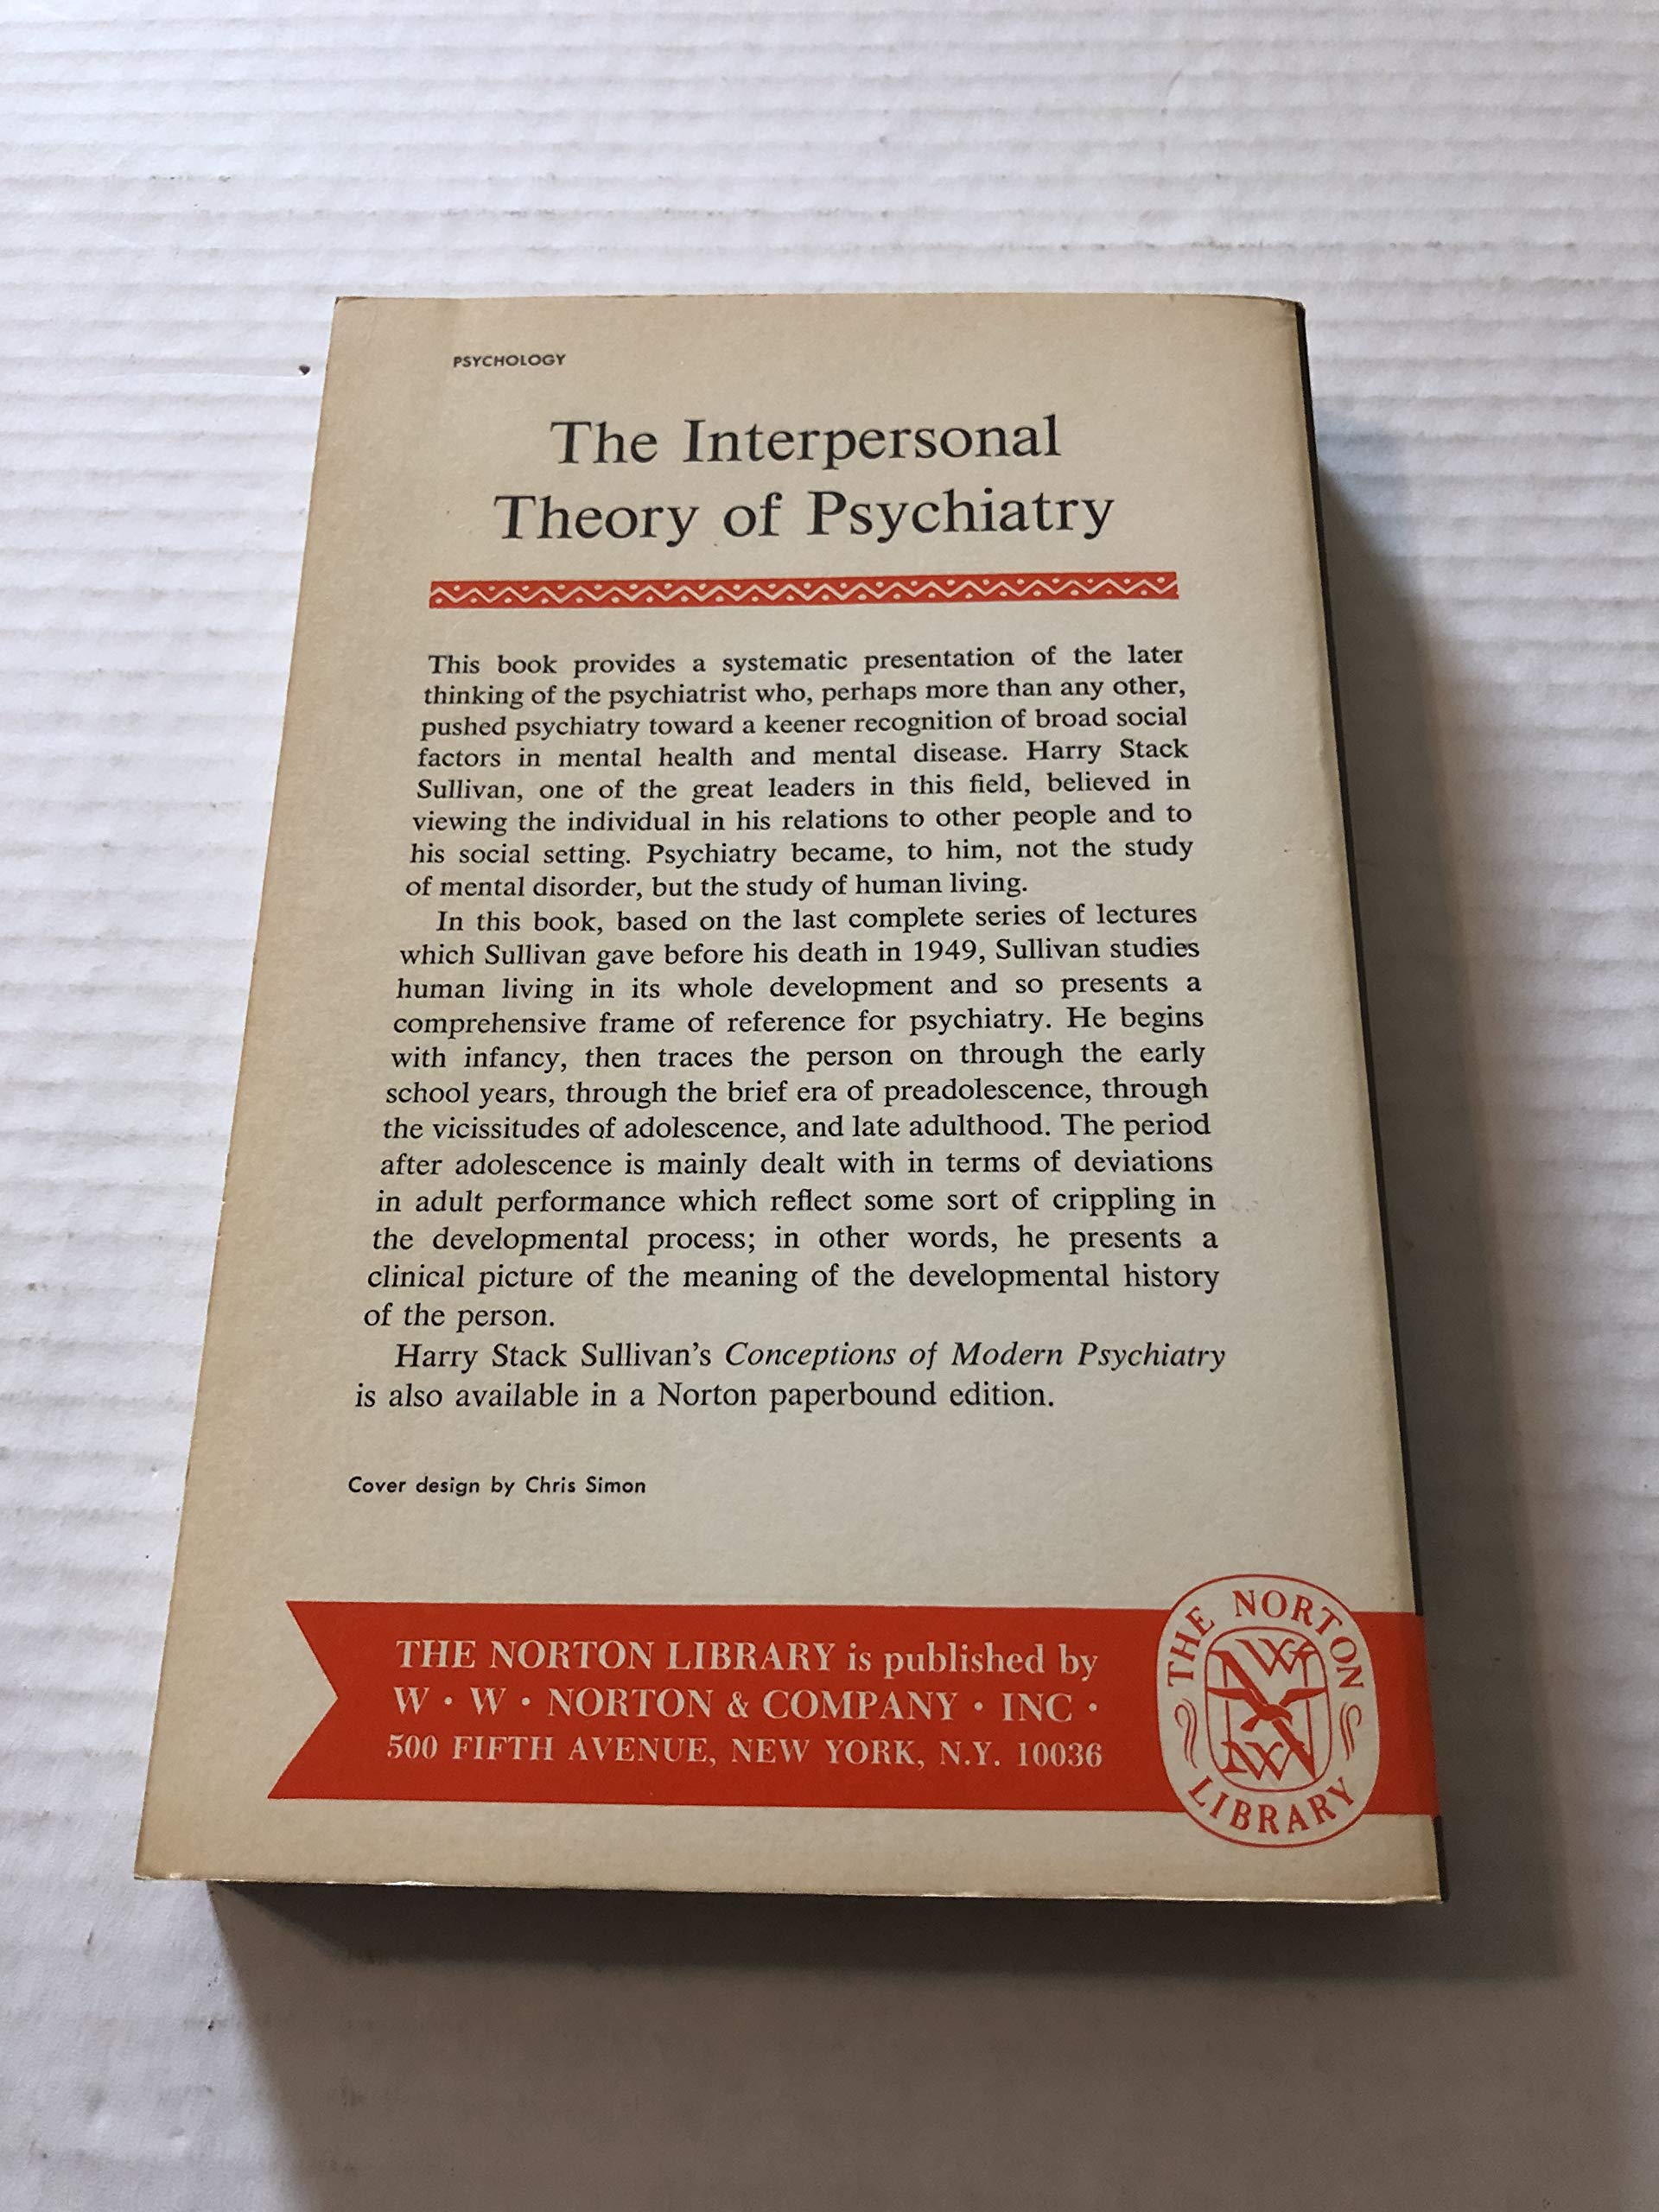 PSYCHOLOGY
The Interpersonal
Theory of Psychiatry
This book provides a systematic presentation of the later
thinking of the psychiatrist who, perhaps more than any other,
pushed psychiatry toward a keener recognition of broad social
factors in mental health and mental disease. Harry Stack
Sullivan, one of the great leaders in this field, believed in
viewing the individual in his relations to other people and to
his social setting. Psychiatry became, to him, not the study
of mental disorder, but the study of human living.
In this book, based on the last complete series of lectures
which Sullivan gave before his death in 1949, Sullivan studies
human living in its whole development and so presents a
comprehensive frame of reference for psychiatry. He begins
with infancy, then traces the person on through the early
school years, through the brief era of preadolescence, through
the vicissitudes of adolescence, and late adulthood. The period
after adolescence is mainly dealt with in terms of deviations
in adult performance which reflect some sort of crippling in
the developmental process; in other words, he presents a
clinical picture of the meaning of the developmental history
of the person.
Harry Stack Sullivan's Conceptions of Modern Psychiatry
is also available in a Norton paperbound edition.
Cover design by Chris Simon
THE NORTON LIBRARY is published by
W • W • NORTON & COMPANY • INC •
500 FIFTH AVENUE, NEW YORK, N.Y. 10036
THE NORTON
LIBRARY